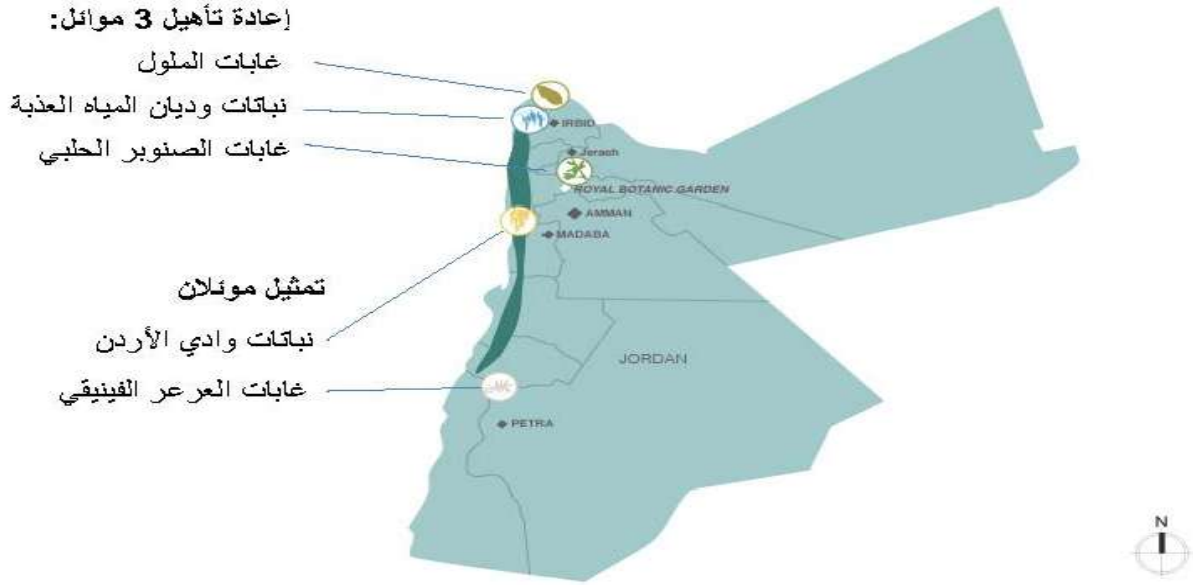 إعادة تأهيل 3 موائل:
غابات الملول
نباتات وديان المياه العذبة
غابات الصنوبر الحلبي
تمثيل موئلان
نباتات وادي الأردن
غابات العرعر الفينيقي
IRBID
Jerash
ROYAL BOTANIC GARDEN
AMMAN
MADABA
JORDAN
PETRA
N